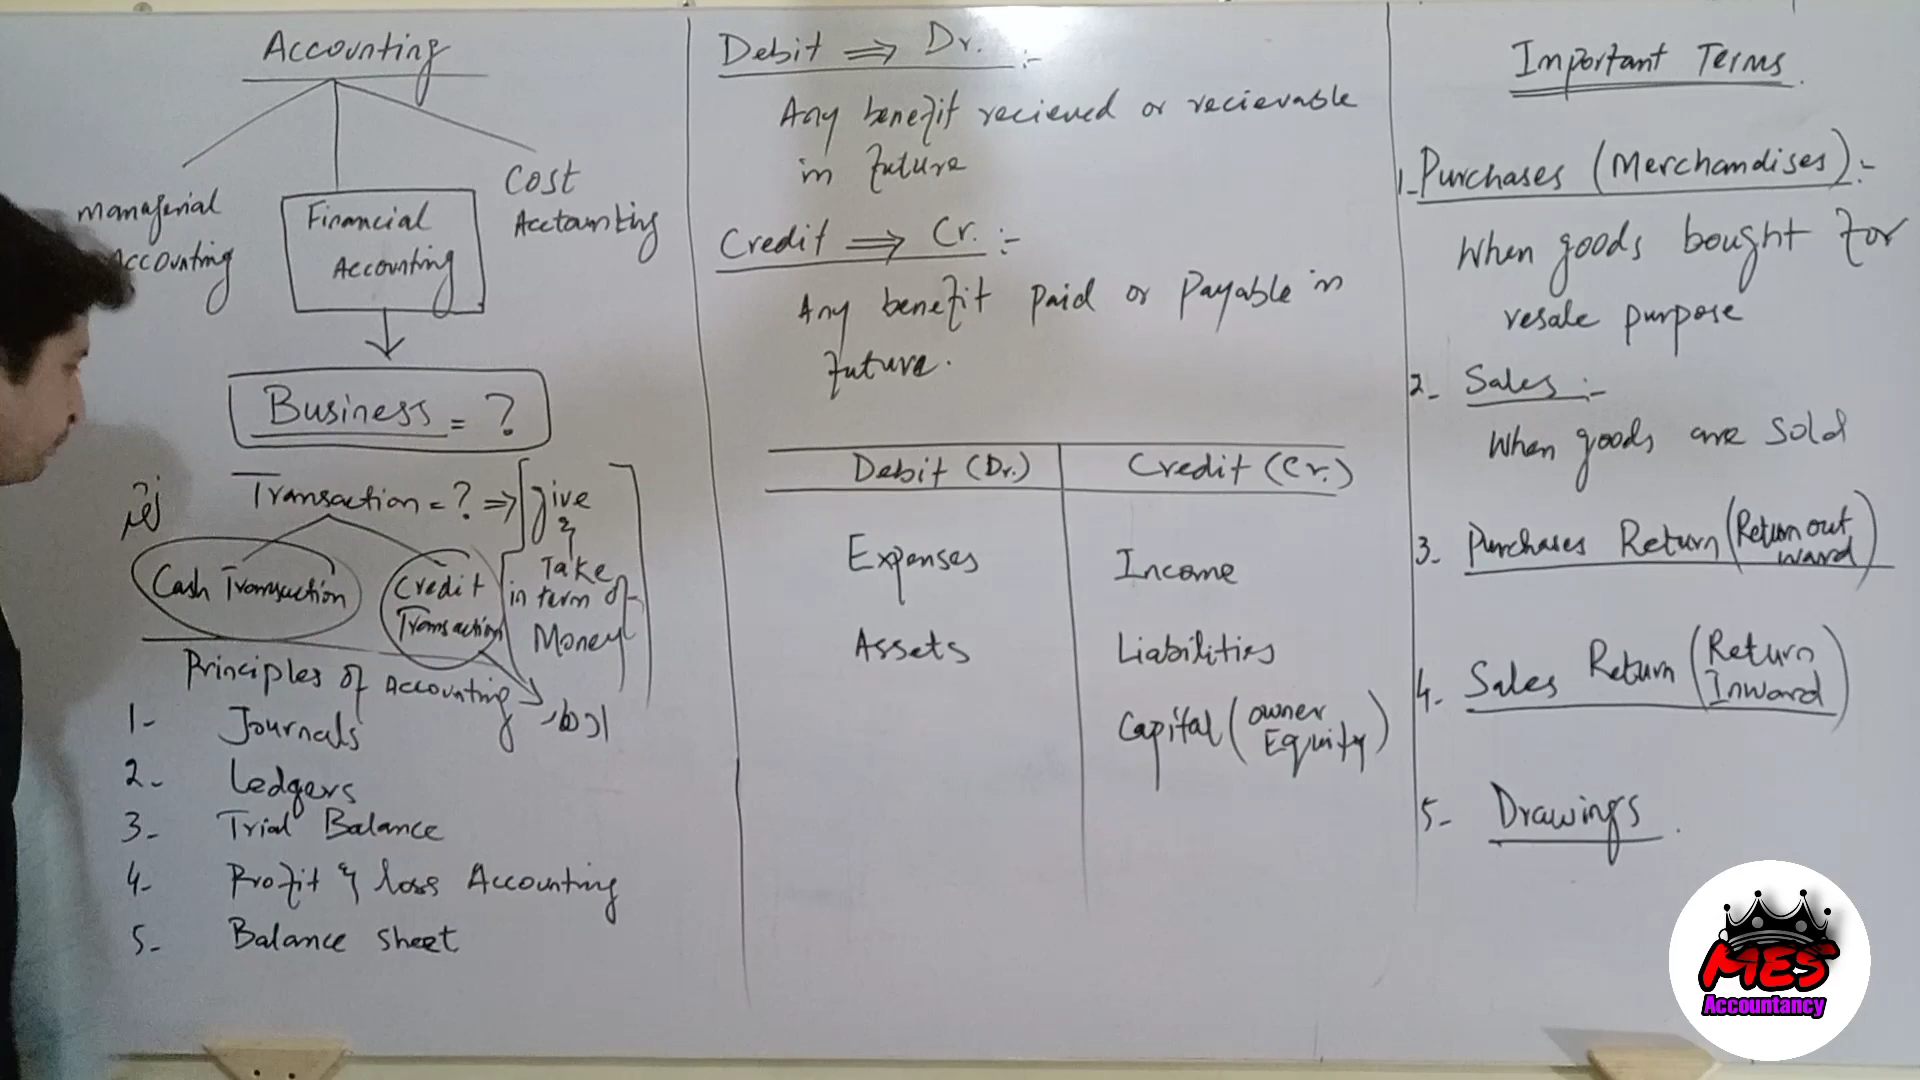 Accounting
Managerial
Accounting
Financial
Accounting
Cost
Accounting
Business = ?
Transaction = ? ⇒ give
&
Take
in term of
Money
Cash Transaction
Credit
Transaction
Principles of Accounting
ادھار
1- Journals
2- Ledgers
3- Trial Balance
4- Profit & loss Accounting
5- Balance sheet
Debit ⇒ Dr. :-
Any benefit recieved or recievable
in future
Credit ⇒ Cr. :-
Any benefit paid or payable in
future.
Debit (Dr.) Credit (Cr.)
Expenses Income
Assets Liabilities
Capital (owner
Equity)
Important Terms.
1- Purchases (Merchandises):-
When goods bought for
resale purpose
2- Sales :-
When goods are sold
3- Purchases Return (Return out
ward)
4- Sales Return (Return
Inward)
5- Drawings.
MES
Accountancy